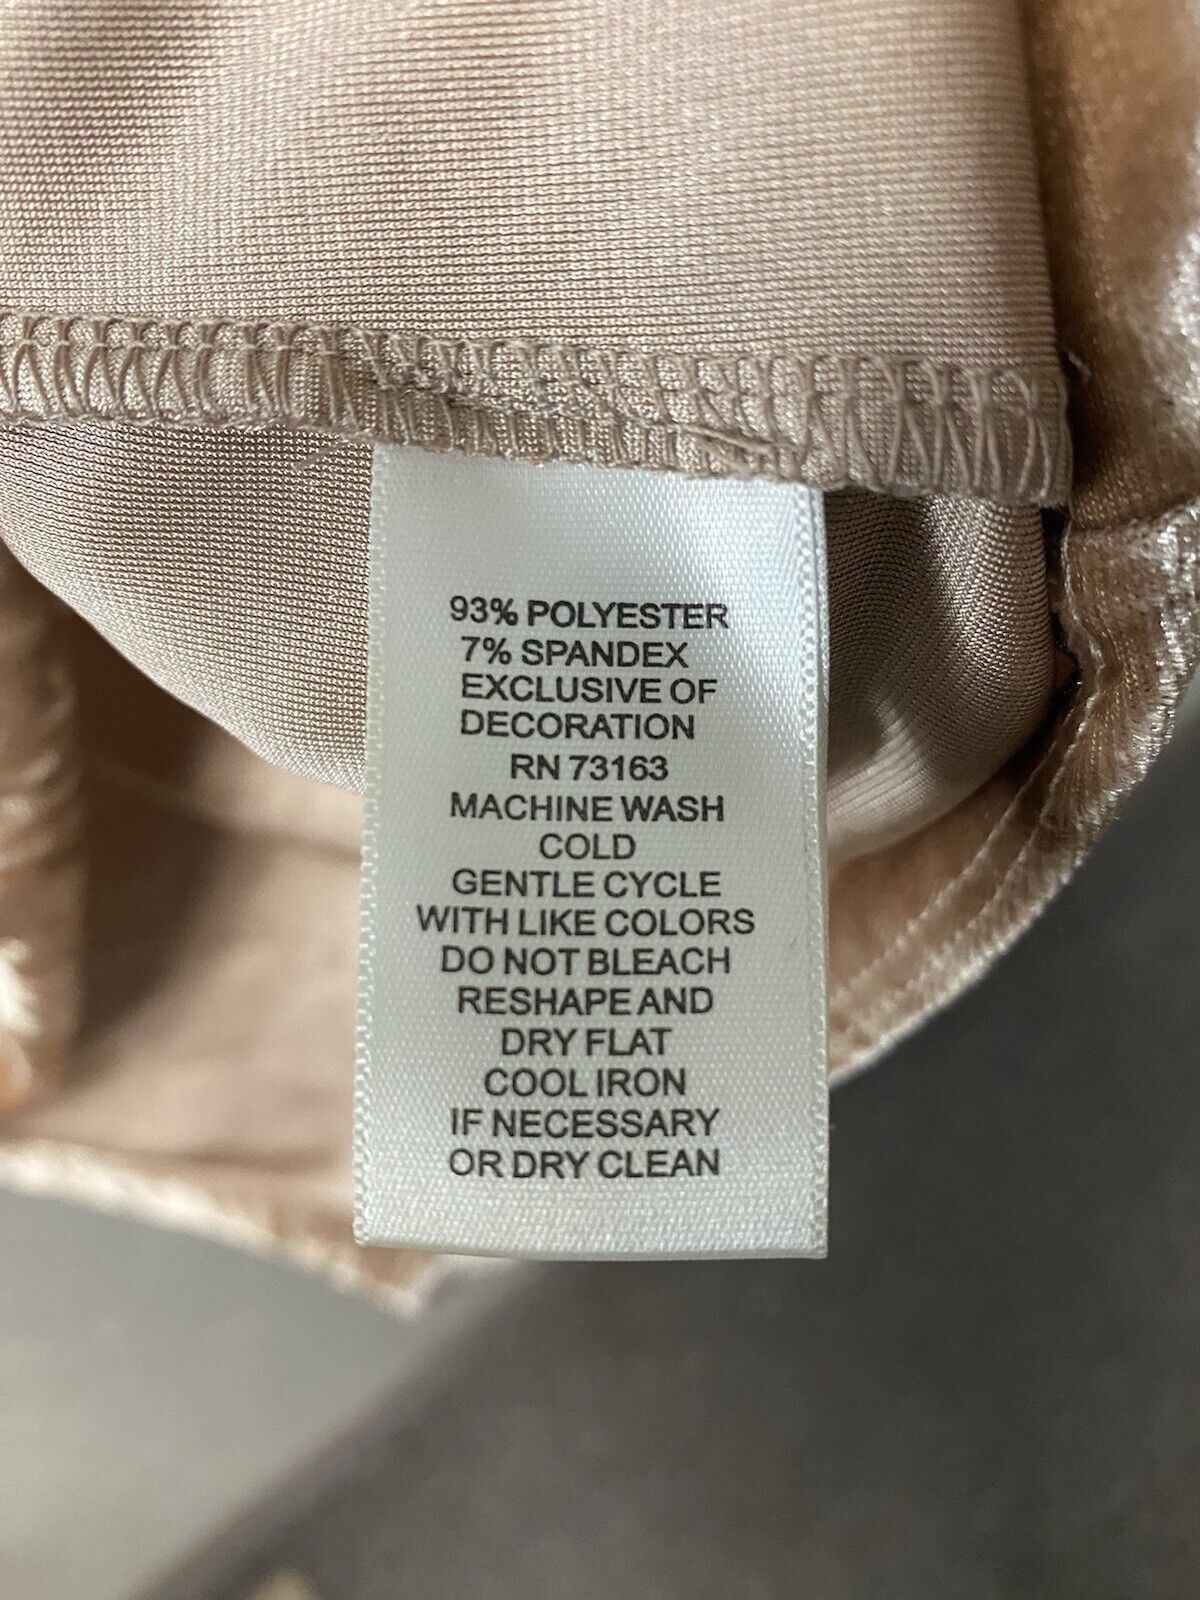 93% POLYESTER
7% SPANDEX
EXCLUSIVE OF
DECORATION
RN 73163
MACHINE WASH
COLD
GENTLE CYCLE
WITH LIKE COLORS
DO NOT BLEACH
RESHAPE AND
DRY FLAT
COOL IRON
IF NECESSARY
OR DRY CLEAN